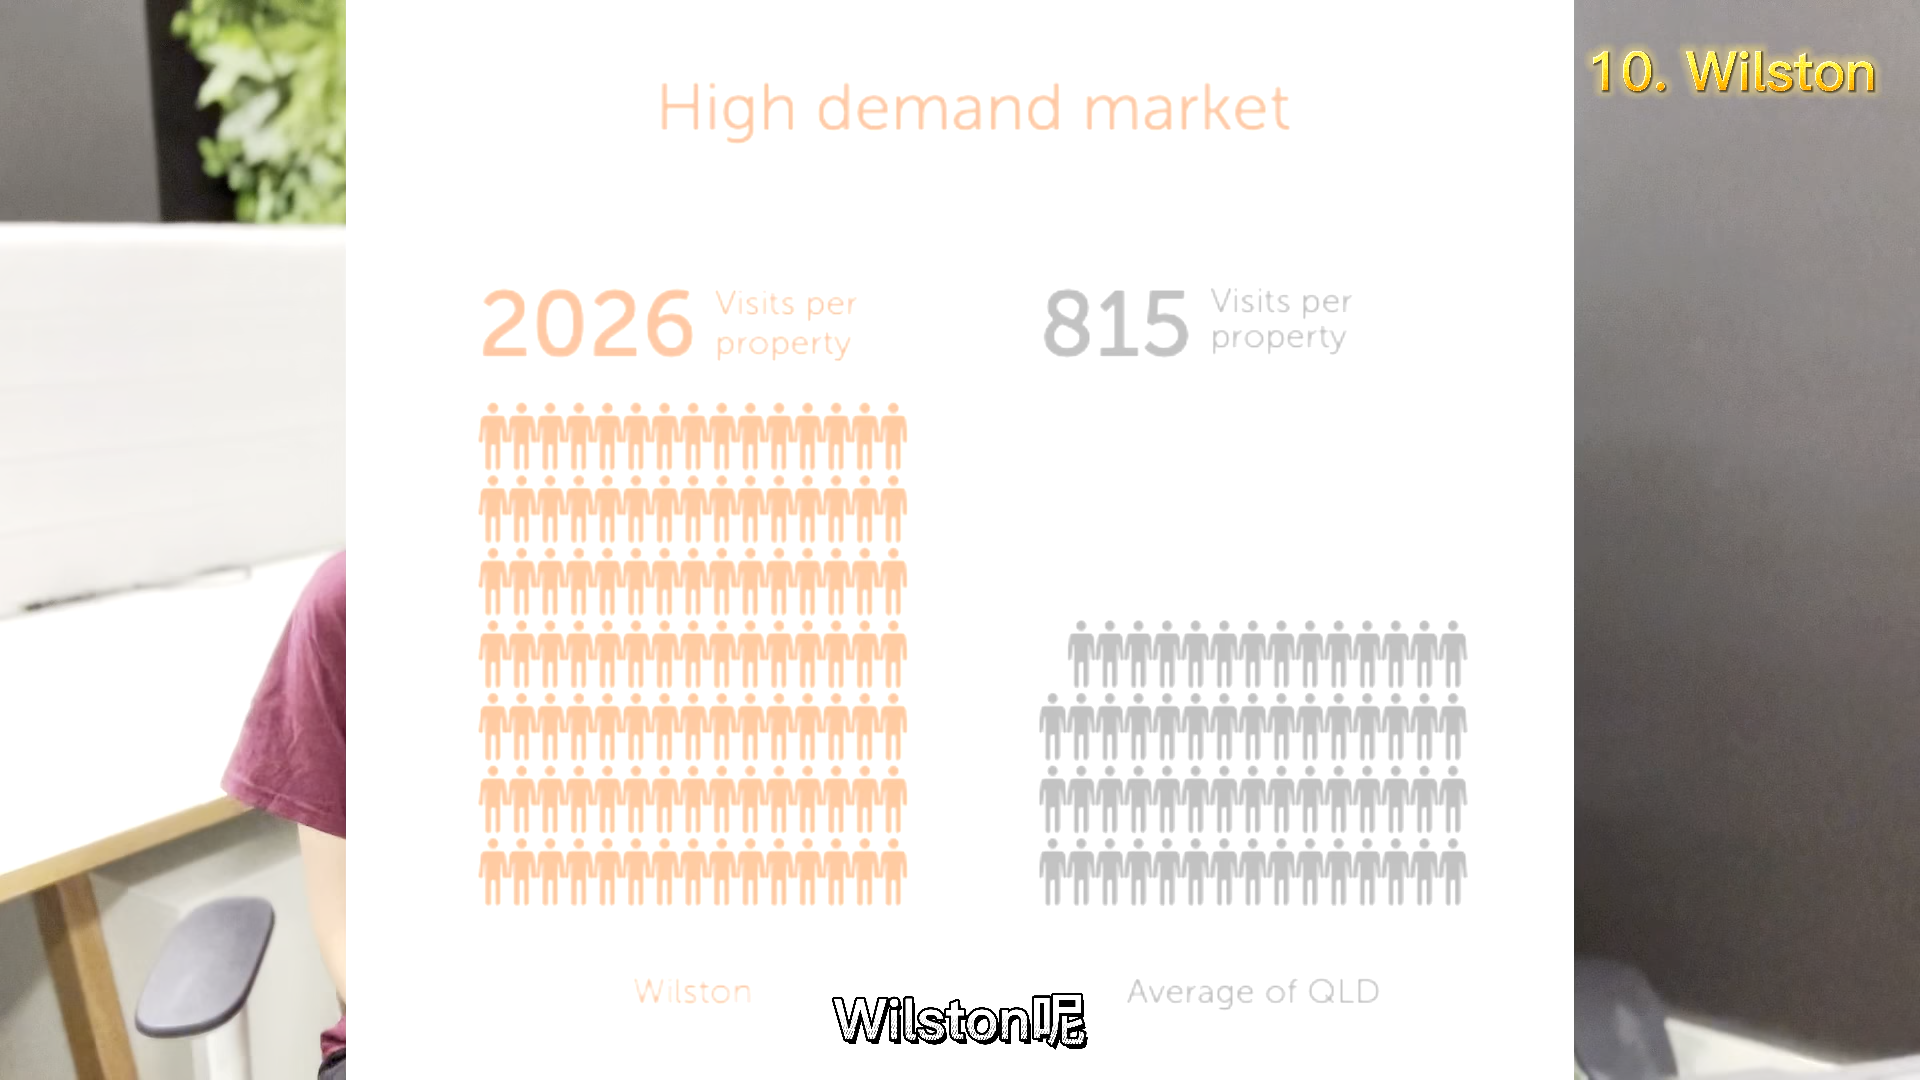 10. Wilston
High demand market
2026 Visits per
property
815 Visits per
property
Wilston
Average of QLD
Wilston呢